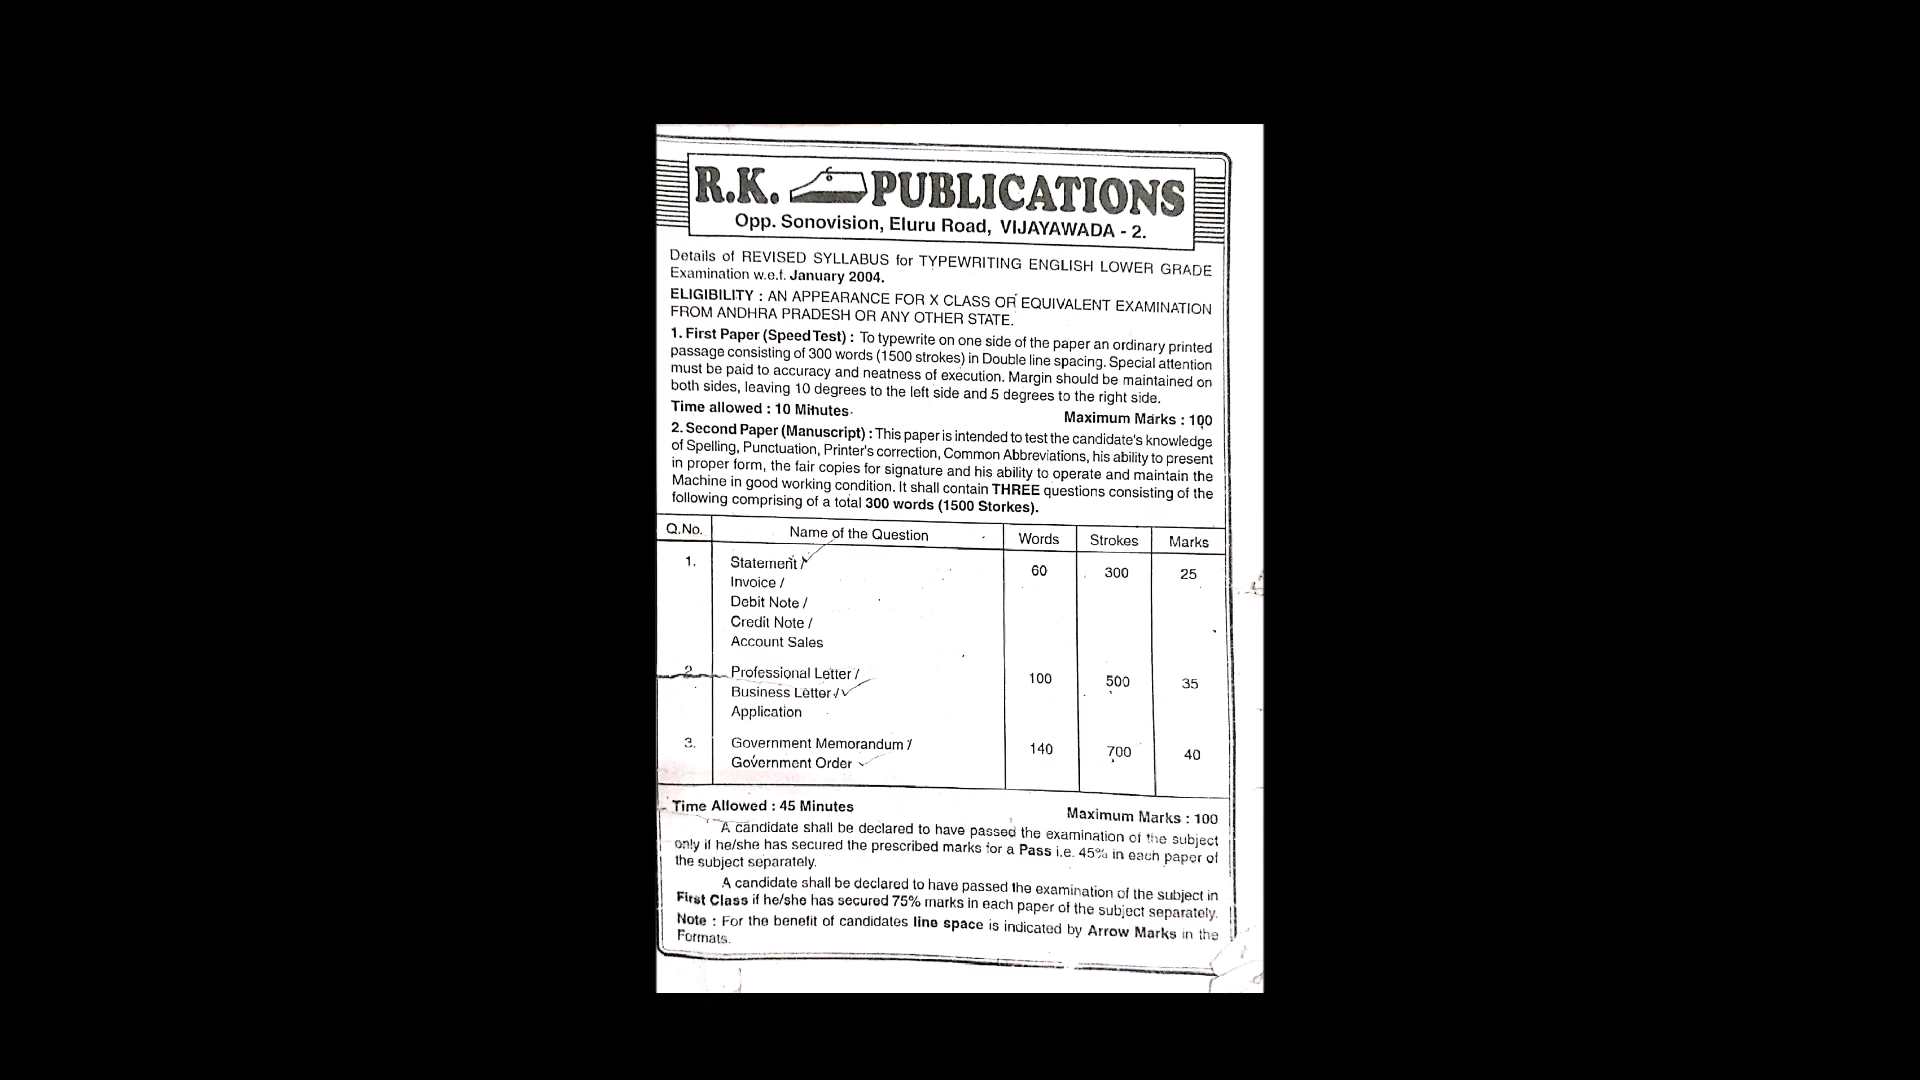 R.K. PUBLICATIONS
Opp. Sonovision, Eluru Road, VIJAYAWADA - 2.
Details of REVISED SYLLABUS for TYPEWRITING ENGLISH LOWER GRADE
Examination w.e.f. January 2004.
ELIGIBILITY : AN APPEARANCE FOR X CLASS OR EQUIVALENT EXAMINATION
FROM ANDHRA PRADESH OR ANY OTHER STATE.
1. First Paper (Speed Test) : To typewrite on one side of the paper an ordinary printed
passage consisting of 300 words (1500 strokes) in Double line spacing. Special attention
must be paid to accuracy and neatness of execution. Margin should be maintained on
both sides, leaving 10 degrees to the left side and 5 degrees to the right side.
Time allowed : 10 Minutes Maximum Marks : 100
2. Second Paper (Manuscript) : This paper is intended to test the candidate's knowledge
of Spelling, Punctuation, Printer's correction, Common Abbreviations, his ability to present
in proper form, the fair copies for signature and his ability to operate and maintain the
Machine in good working condition. It shall contain THREE questions consisting of the
following comprising of a total 300 words (1500 Storkes).
Q.No. Name of the Question Words Strokes Marks
1. Statement / 60 300 25
Invoice /
Debit Note /
Credit Note /
Account Sales
2. Professional Letter / 100 500 35
Business Letter /
Application
3. Government Memorandum / 140 700 40
Government Order
Time Allowed : 45 Minutes Maximum Marks : 100
A candidate shall be declared to have passed the examination of the subject
only if he/she has secured the prescribed marks for a Pass i.e. 45% in each paper of
the subject separately.
A candidate shall be declared to have passed the examination of the subject in
First Class if he/she has secured 75% marks in each paper of the subject separately.
Note : For the benefit of candidates line space is indicated by Arrow Marks in the
Formats.